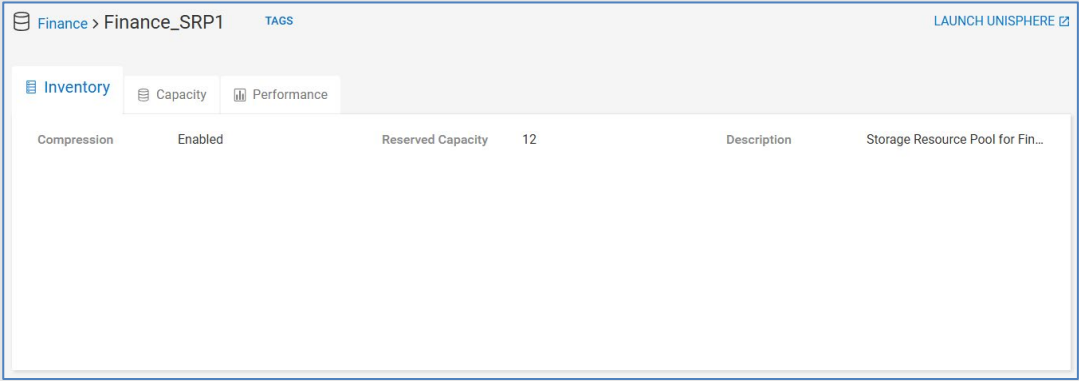 Finance > Finance_SRP1 TAGS LAUNCH UNISPHERE
Inventory Capacity Performance
Compression Enabled Reserved Capacity 12 Description Storage Resource Pool for Fin...